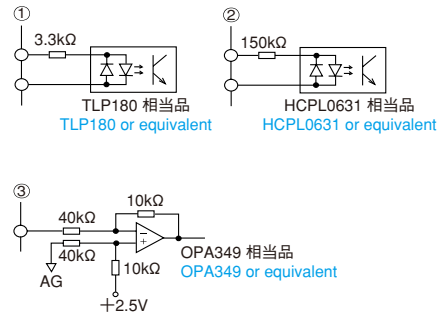 ①
3.3kΩ
TLP180 相当品
TLP180 or equivalent
②
150kΩ
HCPL0631 相当品
HCPL0631 or equivalent
③
10kΩ
40kΩ
40kΩ
−
+
10kΩ
AG
+2.5V
OPA349 相当品
OPA349 or equivalent